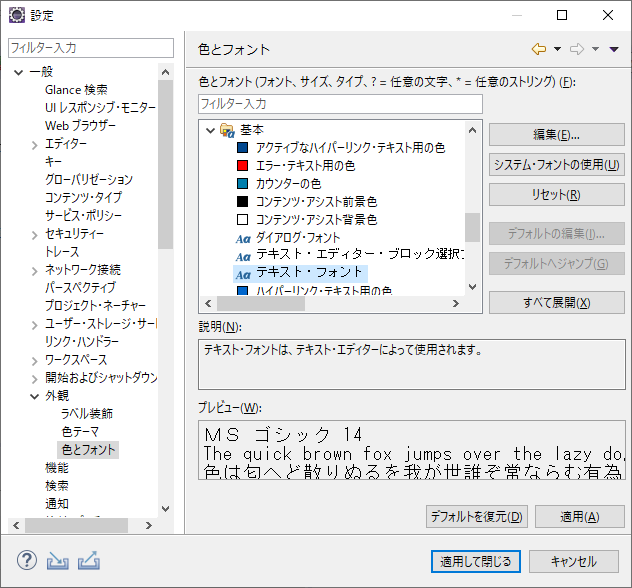 設定
フィルター入力
一般
Glance 検索
UI レスポンシブ・モニター
Web ブラウザー
エディター
キー
グローバリゼーション
コンテンツ・タイプ
サービス・ポリシー
セキュリティー
トレース
ネットワーク接続
パースペクティブ
プロジェクト・ネーチャー
ユーザー・ストレージ・サー
リンク・ハンドラー
ワークスペース
開始およびシャットダウン
外観
ラベル装飾
色テーマ
色とフォント
機能
検索
通知
色とフォント
色とフォント (フォント、サイズ、タイプ、? = 任意の文字、* = 任意のストリング) (F):
フィルター入力
基本
アクティブなハイパーリンク・テキスト用の色
エラー・テキスト用の色
カウンターの色
コンテンツ・アシスト前景色
コンテンツ・アシスト背景色
ダイアログ・フォント
テキスト・エディター・ブロック選択
テキスト・フォント
ハイパーリンク・テキスト用の色
編集(E)...
システム・フォントの使用(U)
リセット(R)
デフォルトの編集(I)...
デフォルトへジャンプ(G)
すべて展開(X)
説明(N):
テキスト・フォントは、テキスト・エディターによって使用されます。
プレビュー(W):
ＭＳ ゴシック 14
The quick brown fox jumps over the lazy do
色は匂へど散りぬるを我が世誰ぞ常ならむ有為
デフォルトを復元(D)
適用(A)
適用して閉じる
キャンセル